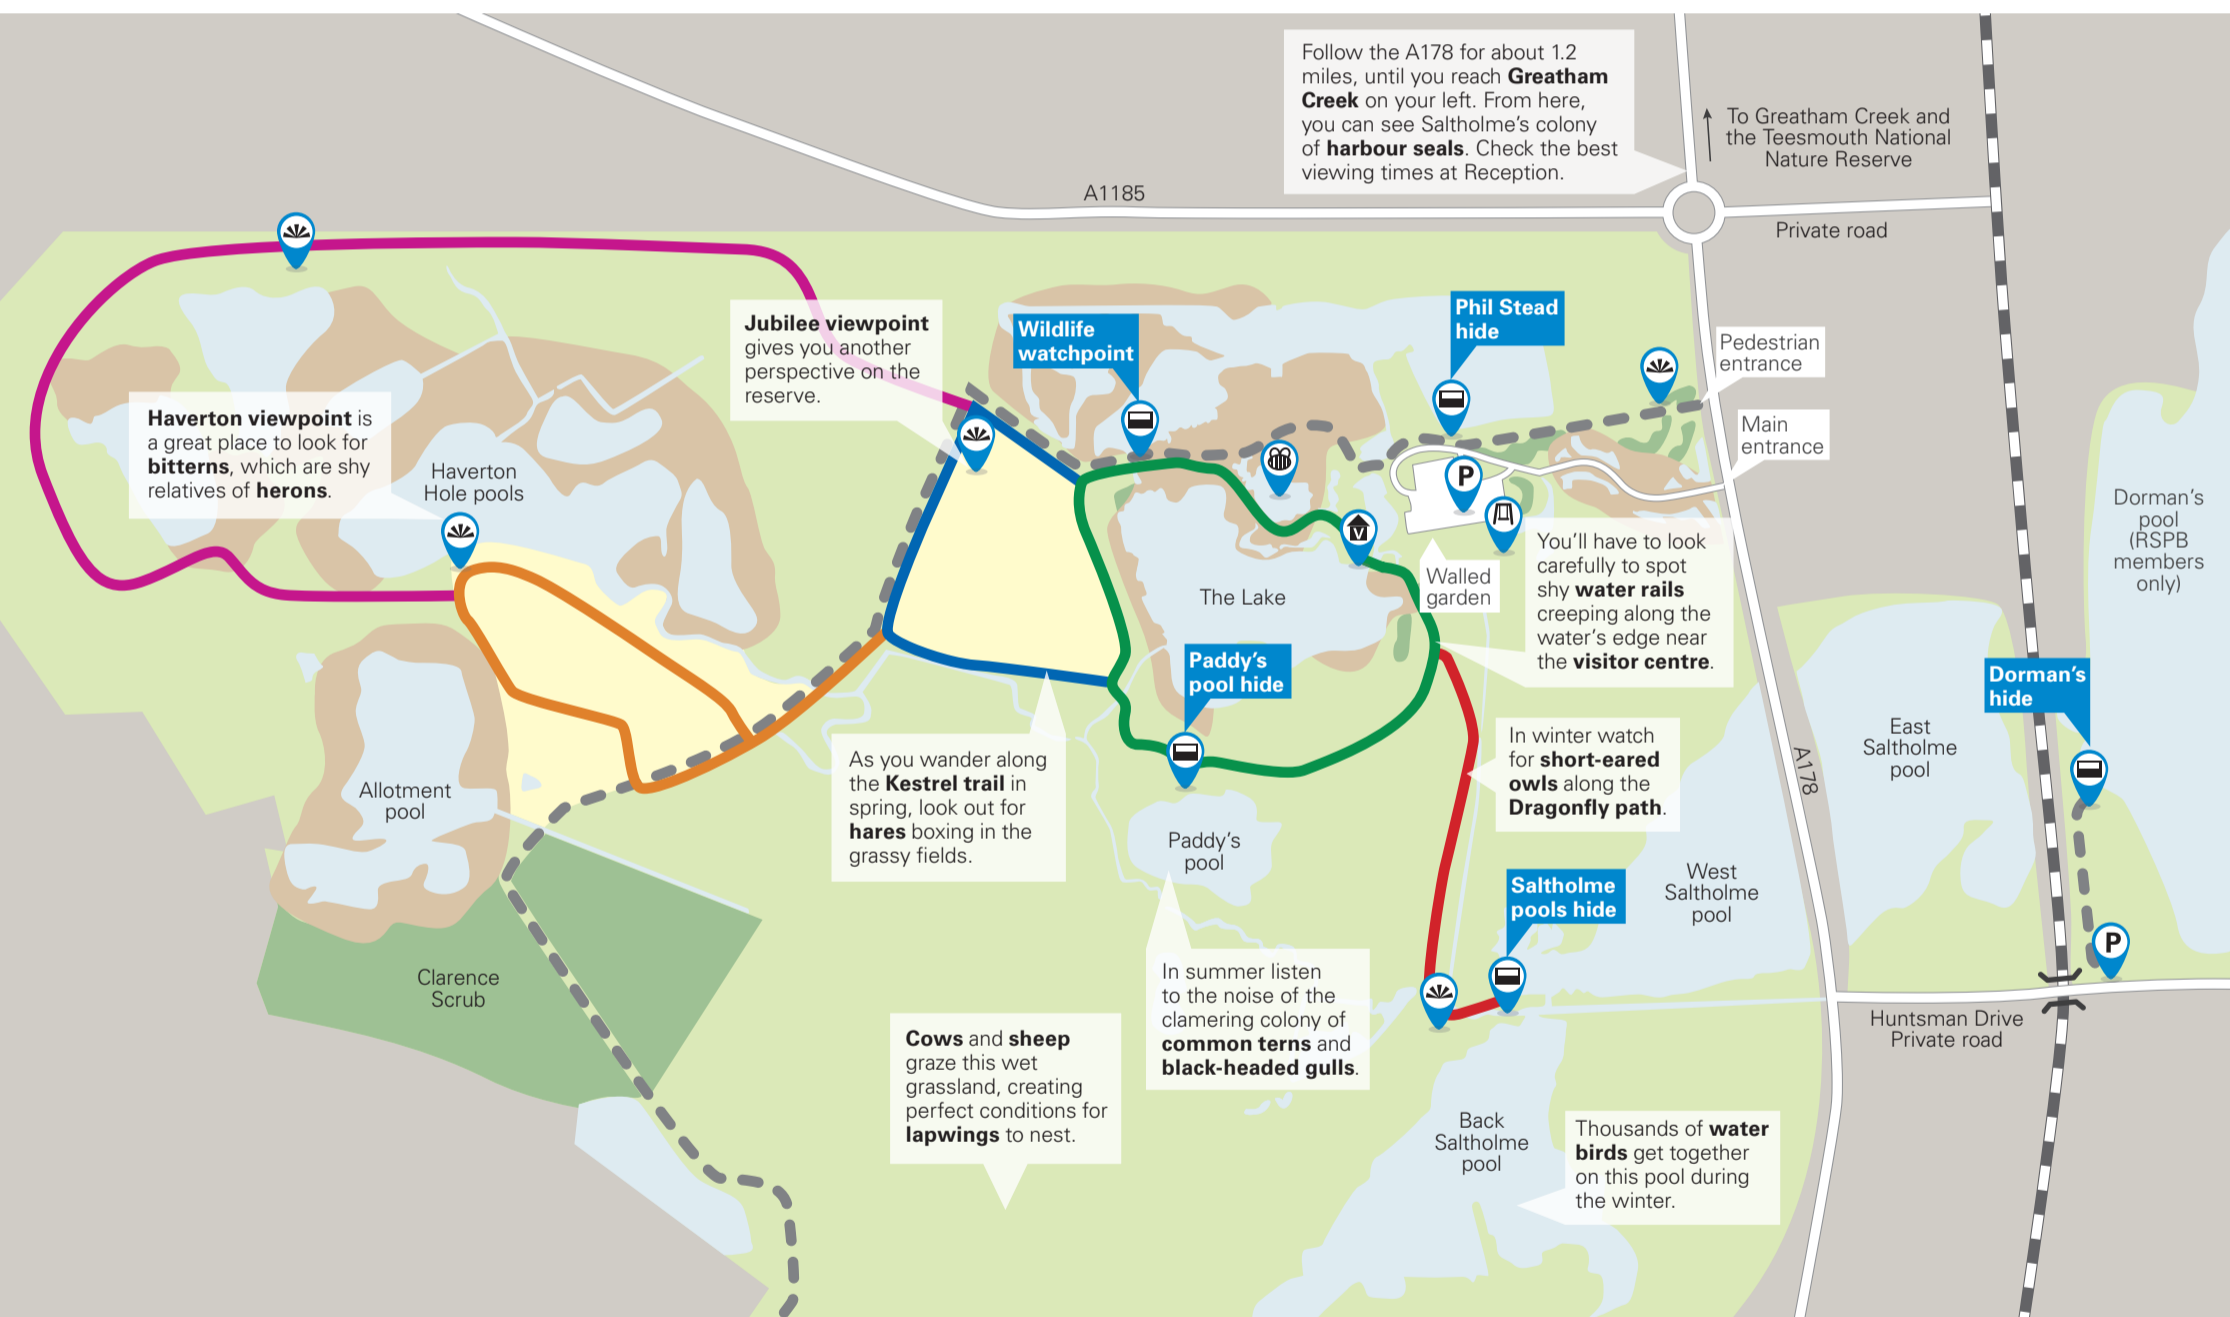 Follow the A178 for about 1.2
miles, until you reach Greatham
Creek on your left. From here,
you can see Saltholme's colony
of harbour seals. Check the best
viewing times at Reception.
To Greatham Creek and
the Teesmouth National
Nature Reserve
A1185
Private road
Jubilee viewpoint
gives you another
perspective on the
reserve.
Wildlife
watchpoint
Phil Stead
hide
Pedestrian
entrance
Main
entrance
Haverton viewpoint is
a great place to look for
bitterns, which are shy
relatives of herons.
Haverton
Hole pools
P
You'll have to look
carefully to spot
shy water rails
creeping along the
water's edge near
the visitor centre.
V
Walled
garden
The Lake
Dorman's
pool
(RSPB
members
only)
Paddy's
pool hide
Dorman's
hide
In winter watch
for short-eared
owls along the
Dragonfly path.
East
Saltholme
pool
A178
As you wander along
the Kestrel trail in
spring, look out for
hares boxing in the
grassy fields.
Allotment
pool
Paddy's
pool
West
Saltholme
pool
Saltholme
pools hide
P
Clarence
Scrub
In summer listen
to the noise of the
clamering colony of
common terns and
black-headed gulls.
Huntsman Drive
Private road
Cows and sheep
graze this wet
grassland, creating
perfect conditions for
lapwings to nest.
Back
Saltholme
pool
Thousands of water
birds get together
on this pool during
the winter.